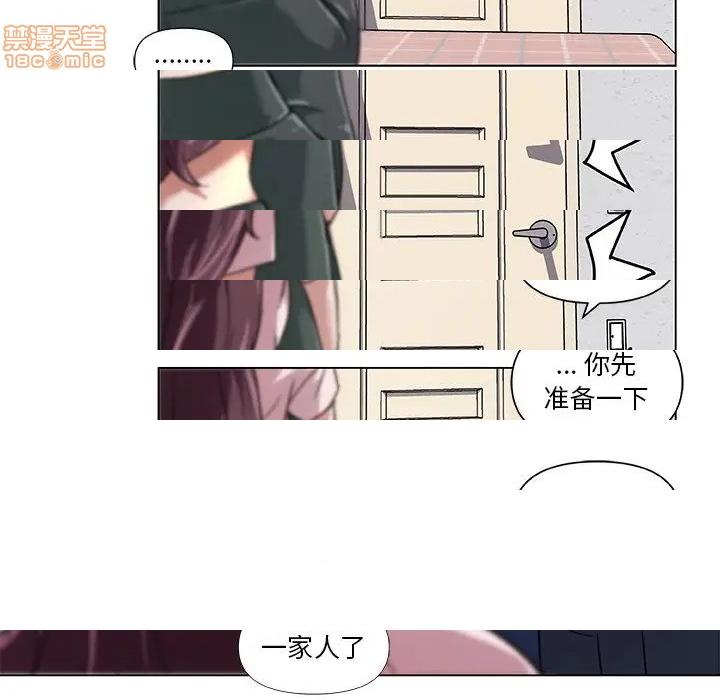 禁漫天堂
18comic
........
... 你先
准备一下
一家人了